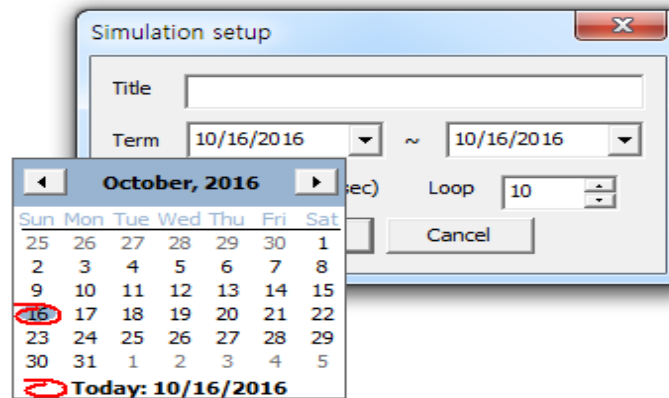 Simulation setup
Title
Term 10/16/2016 ~ 10/16/2016
sec) Loop 10
Cancel
October, 2016
Sun Mon Tue Wed Thu Fri Sat
25 26 27 28 29 30 1
2 3 4 5 6 7 8
9 10 11 12 13 14 15
16 17 18 19 20 21 22
23 24 25 26 27 28 29
30 31 1 2 3 4 5
Today: 10/16/2016